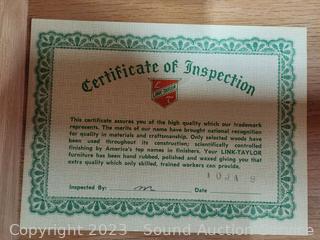 Certificate of Inspection
LINK-TAYLOR
This certificate assures you of the high quality which our trademark
represents. The merits of our name have brought national recognition
for quality in materials and craftsmanship. Only selected woods have
been used throughout its construction; scientifically controlled
finishing by America's top names in finishers. Your LINK-TAYLOR
furniture has been hand rubbed, polished and waxed giving you that
extra quality which only skilled, trained workers can provide.
Inspected By:
Date
Copyright 2023 - Sound Auction Service